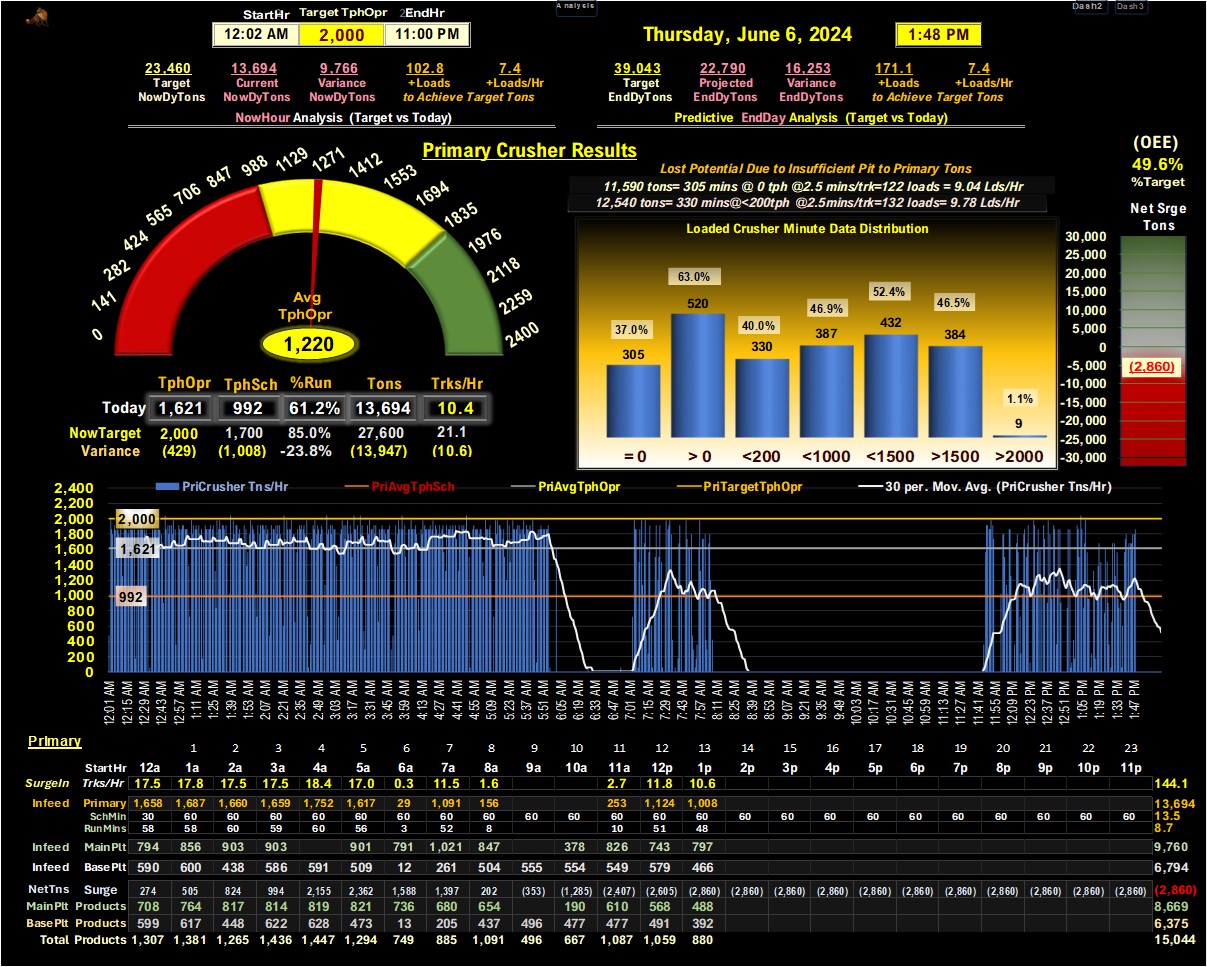 Analysis
Dash2 Dash3
StartHr Target TphOpr 2EndHr
12:02 AM 2,000 11:00 PM
Thursday, June 6, 2024 1:48 PM
23,460 13,694 9,766 102.8 7.4
Target Current Variance +Loads +Loads/Hr
NowDyTons NowDyTons NowDyTons to Achieve Target Tons
NowHour Analysis (Target vs Today)
39,043 22,790 16,253 171.1 7.4
Target Projected Variance +Loads +Loads/Hr
EndDyTons EndDyTons EndDyTons to Achieve Target Tons
Predictive EndDay Analysis (Target vs Today)
Primary Crusher Results
0 141 282 424 565 706 847 988 1129 1271 1412 1553 1694 1835 1976 2118 2259 2400
Avg
TphOpr
1,220
TphOpr TphSch %Run Tons Trks/Hr
Today 1,621 992 61.2% 13,694 10.4
NowTarget 2,000 1,700 85.0% 27,600 21.1
Variance (429) (1,008) -23.8% (13,947) (10.6)
Lost Potential Due to Insufficient Pit to Primary Tons
11,590 tons= 305 mins @ 0 tph @2.5 mins/trk=122 loads = 9.04 Lds/Hr
12,540 tons= 330 mins@<200tph @2.5mins/trk=132 loads= 9.78 Lds/Hr
Loaded Crusher Minute Data Distribution
37.0% 63.0% 40.0% 46.9% 52.4% 46.5% 1.1%
305 520 330 387 432 384 9
= 0 > 0 <200 <1000 <1500 >1500 >2000
(OEE)
49.6%
%Target
Net Srge
Tons
30,000
25,000
20,000
15,000
10,000
5,000
0
-5,000
-10,000
-15,000
-20,000
-25,000
-30,000
(2,860)
PriCrusher Tns/Hr PriAvgTphSch PriAvgTphOpr PriTargetTphOpr 30 per. Mov. Avg. (PriCrusher Tns/Hr)
2,400
2,200
2,000
1,800
1,600
1,400
1,200
1,000
800
600
400
200
0
2,000
1,621
992
12:01 AM 12:15 AM 12:29 AM 12:43 AM 12:57 AM 1:11 AM 1:25 AM 1:39 AM 1:53 AM 2:07 AM 2:21 AM 2:35 AM 2:49 AM 3:03 AM 3:17 AM 3:31 AM 3:45 AM 3:59 AM 4:13 AM 4:27 AM 4:41 AM 4:55 AM 5:09 AM 5:23 AM 5:37 AM 5:51 AM 6:05 AM 6:19 AM 6:33 AM 6:47 AM 7:01 AM 7:15 AM 7:29 AM 7:43 AM 7:57 AM 8:11 AM 8:25 AM 8:39 AM 8:53 AM 9:07 AM 9:21 AM 9:35 AM 9:49 AM 10:03 AM 10:17 AM 10:31 AM 10:45 AM 10:59 AM 11:13 AM 11:27 AM 11:41 AM 11:55 AM 12:09 PM 12:23 PM 12:37 PM 12:51 PM 1:05 PM 1:19 PM 1:33 PM 1:47 PM
Primary
1 2 3 4 5 6 7 8 9 10 11 12 13 14 15 16 17 18 19 20 21 22 23
StartHr 12a 1a 2a 3a 4a 5a 6a 7a 8a 9a 10a 11a 12p 1p 2p 3p 4p 5p 6p 7p 8p 9p 10p 11p
SurgeIn Trks/Hr 17.5 17.8 17.5 17.5 18.4 17.0 0.3 11.5 1.6 2.7 11.8 10.6 144.1
Infeed Primary 1,658 1,687 1,660 1,659 1,752 1,617 29 1,091 156 253 1,124 1,008 13,694
SchMin 30 60 60 60 60 60 60 60 60 60 60 60 60 60 60 60 60 60 60 60 60 60 60 60 13.5
RunMins 58 58 60 59 60 56 3 52 8 10 51 48 8.7
Infeed MainPlt 794 856 903 903 901 791 1,021 847 378 826 743 797 9,760
Infeed BasePlt 590 600 438 586 591 509 12 261 504 555 554 549 579 466 6,794
NetTns Surge 274 505 824 994 2,155 2,362 1,588 1,397 202 (353) (1,285) (2,407) (2,605) (2,860) (2,860) (2,860) (2,860) (2,860) (2,860) (2,860) (2,860) (2,860) (2,860) (2,860) (2,860)
MainPlt Products 708 764 817 814 819 821 736 680 654 190 610 568 488 8,669
BasePlt Products 599 617 448 622 628 473 13 205 437 496 477 477 491 392 6,375
Total Products 1,307 1,381 1,265 1,436 1,447 1,294 749 885 1,091 496 667 1,087 1,059 880 15,044